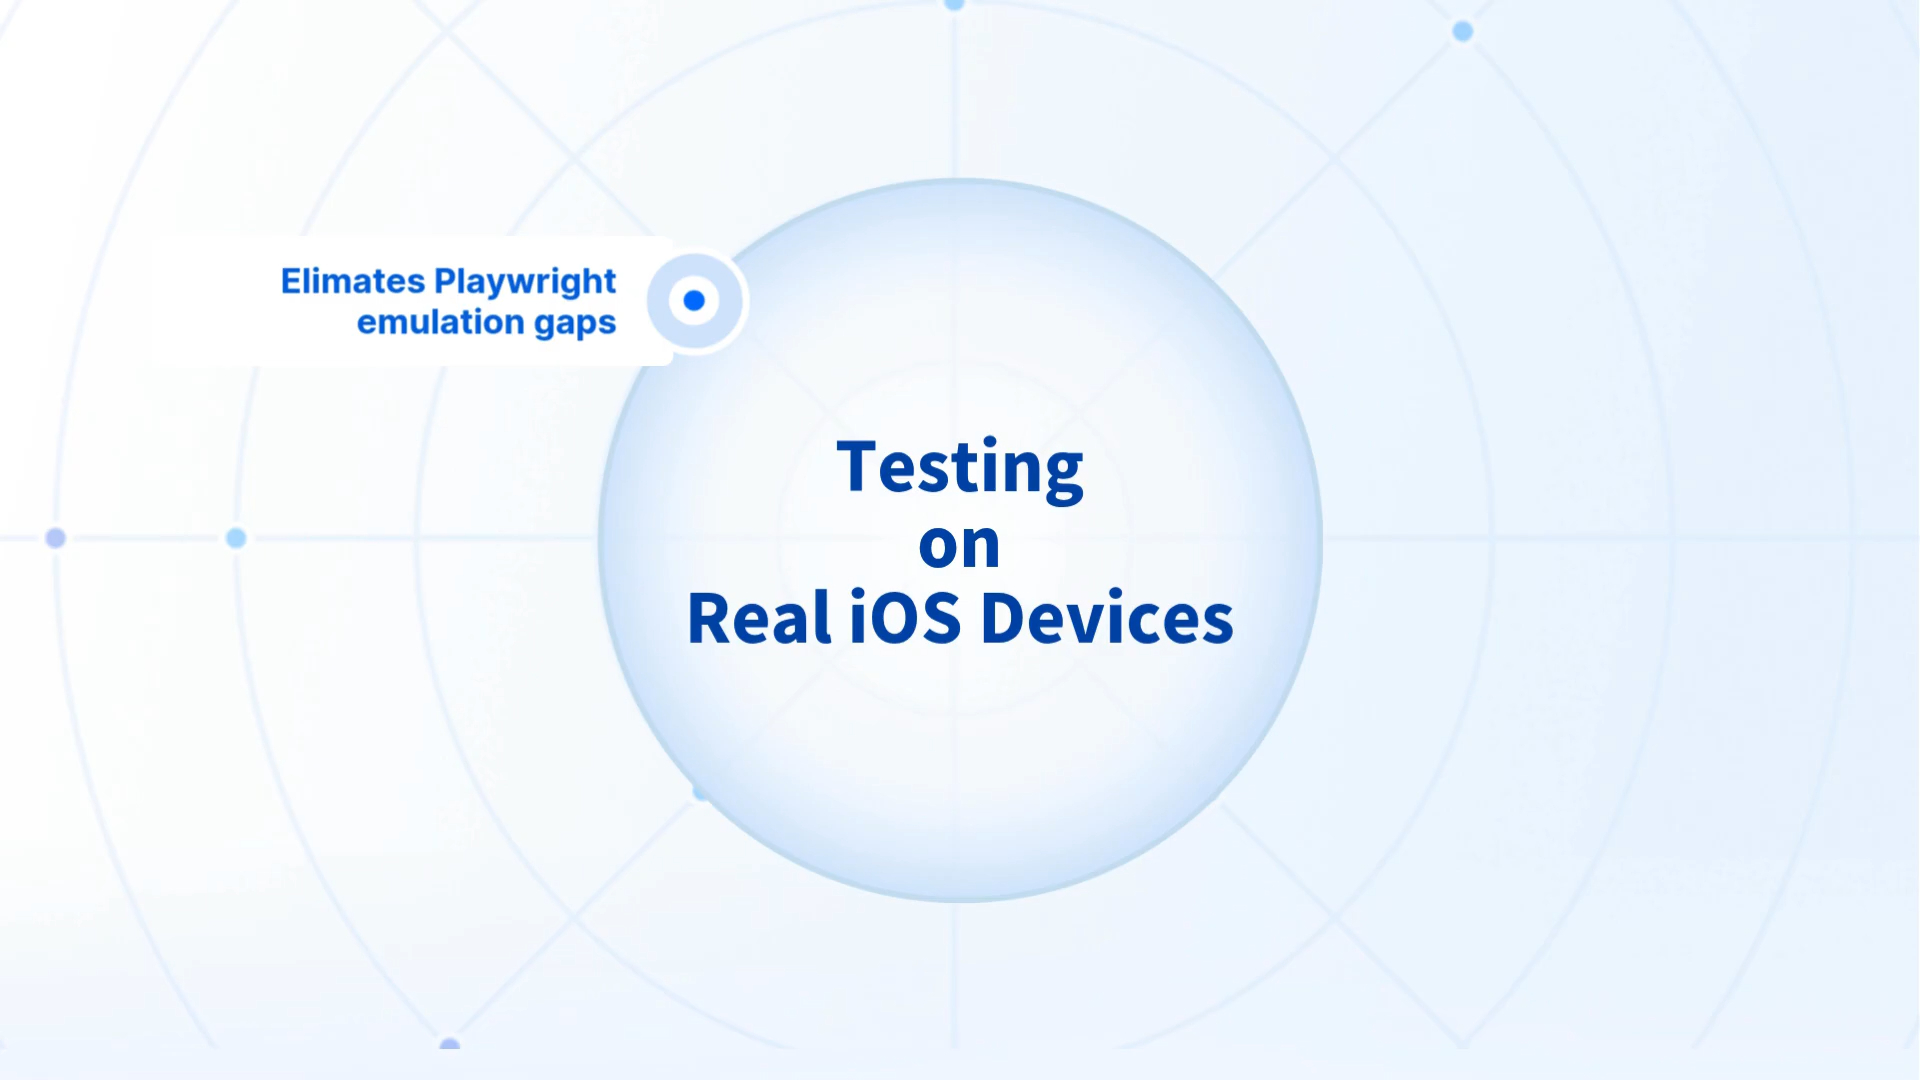 Elimates Playwright
emulation gaps
Testing
on
Real iOS Devices